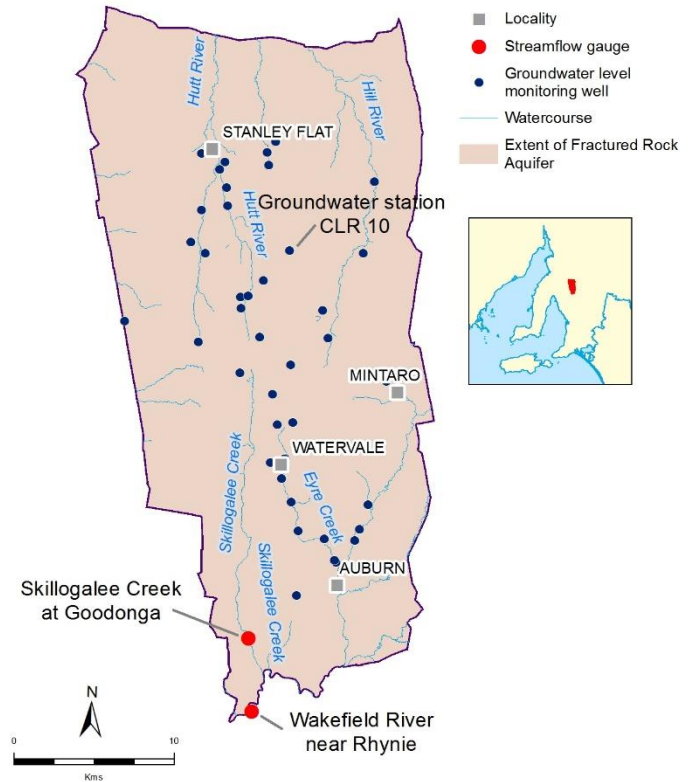 Locality
Streamflow gauge
Groundwater level
monitoring well
Watercourse
Extent of Fractured Rock
Aquifer
Hutt River
Hill River
STANLEY FLAT
Hutt River
Groundwater station
CLR 10
MINTARO
WATERVALE
Skillogalee Creek
Eyre Creek
AUBURN
Skillogalee Creek
Skillogalee Creek
at Goodonga
Wakefield River
near Rhynie
N
0 10
Kms